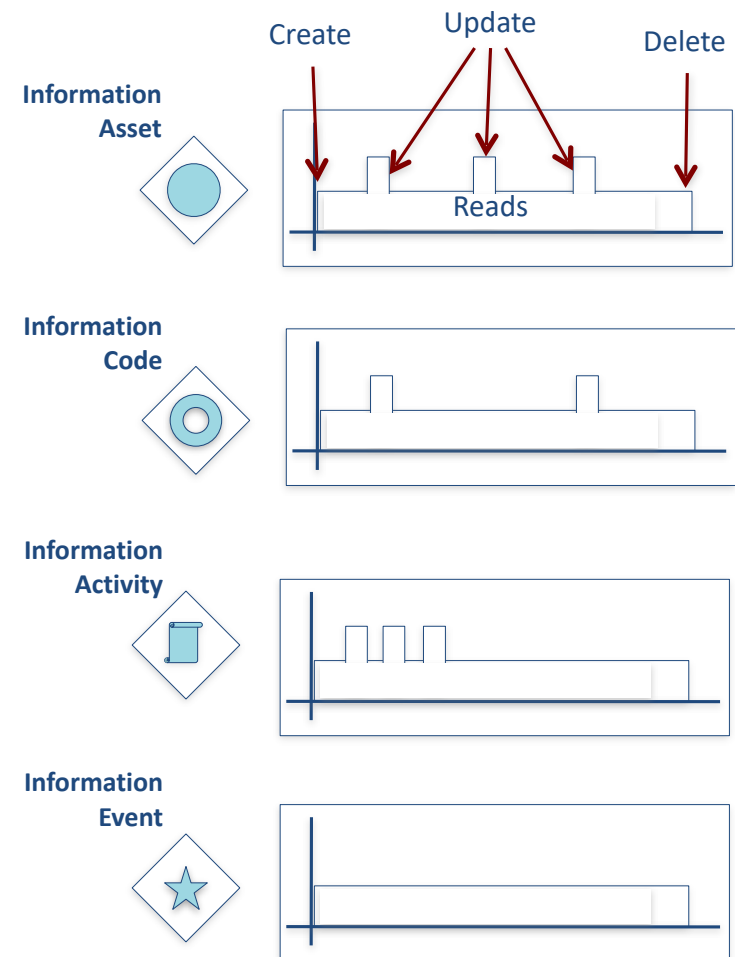 Create
Update
Delete
Information
Asset
Reads
Information
Code
Information
Activity
Information
Event